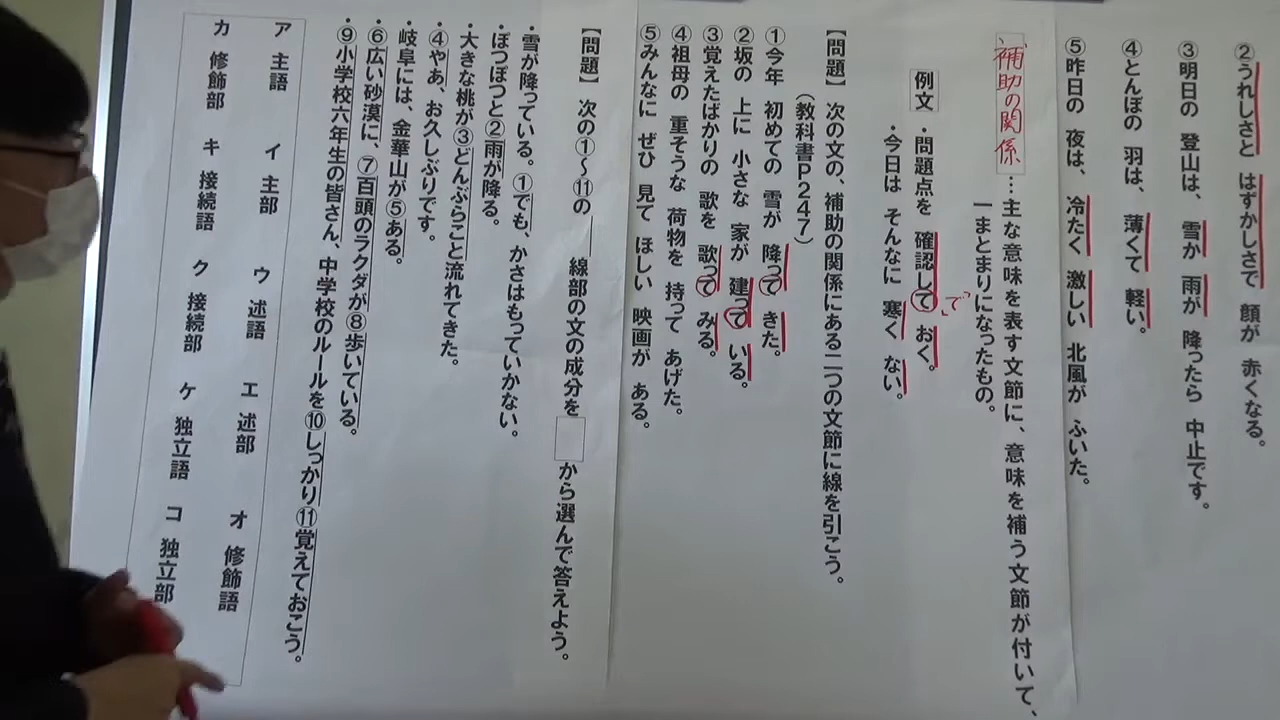 ②うれしさと はずかしさで 顔が 赤くなる。
③明日の 登山は、 雪か 雨が 降ったら 中止です。
④とんぼの 羽は、 薄くて 軽い。
⑤昨日の 夜は、 冷たく 激しい 北風が ふいた。
補助の関係…主な意味を表す文節に、意味を補う文節が付いて、
一まとまりになったもの。
例文 ・問題点を 確認して おく。
で
・今日は そんなに 寒く ない。
【問題】 次の文の、補助の関係にある二つの文節に線を引こう。
(教科書P247)
①今年 初めての 雪が 降って きた。
②坂の 上に 小さな 家が 建って いる。
③覚えたばかりの 歌を 歌って みる。
④祖母の 重そうな 荷物を 持って あげた。
⑤みんなに ぜひ 見て ほしい 映画が ある。
【問題】 次の①~⑪の 線部の文の成分を から選んで答えよう。
・雪が降っている。①でも、かさはもっていかない。
・ぽつぽつと②雨が降る。
・大きな桃が③どんぶらこと流れてきた。
・④やあ、お久しぶりです。
・岐阜には、金華山が⑤ある。
・⑥広い砂漠に、⑦百頭のラクダが⑧歩いている。
・⑨小学校六年生の皆さん、中学校のルールを⑩しっかり⑪覚えておこう。
ア 主語 イ 主部 ウ 述語 エ 述部 オ 修飾語
カ 修飾部 キ 接続語 ク 接続部 ケ 独立語 コ 独立部